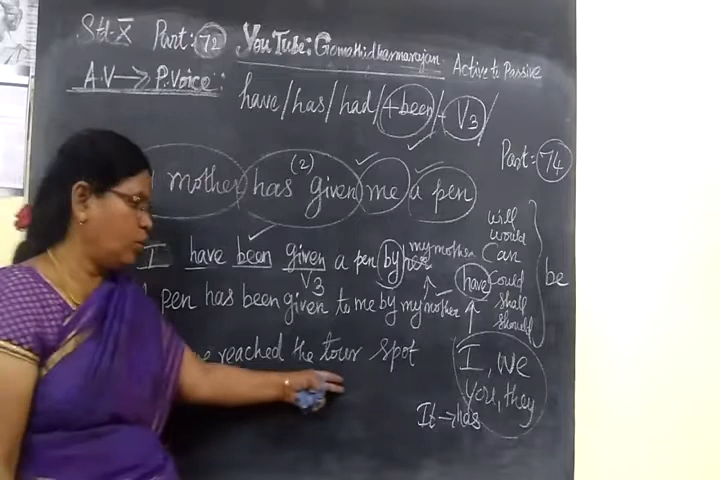 Std-X Part:72 YouTube: Gomathidharmarajan Active to Passive
A.V → P.Voice: have/has/had/+been/+ V3/
Part:74
mother has given me a pen
(2)
I have been given a pen by my mother
V3
pen has been given to me by my mother
reached the tour spot
will
would
Can
Could
shall
should
be
have
I, we
you, they
It → has